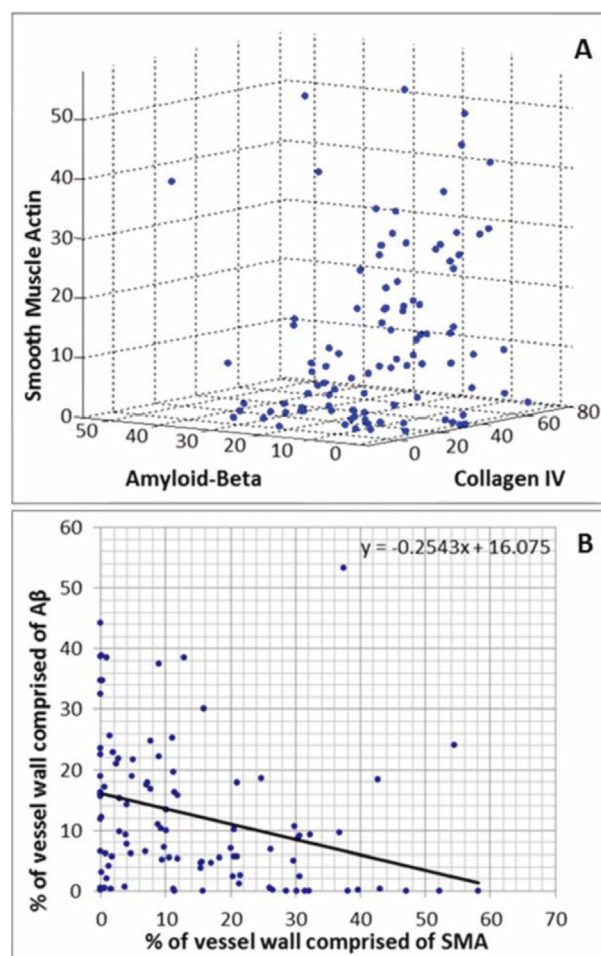 A
Smooth Muscle Actin
50
40
30
20
10
0
50 40 30 20 10 0
0 20 40 60 80
Amyloid-Beta
Collagen IV
B
y = -0.2543x + 16.075
% of vessel wall comprised of Aβ
60
50
40
30
20
10
0
0 10 20 30 40 50 60 70
% of vessel wall comprised of SMA